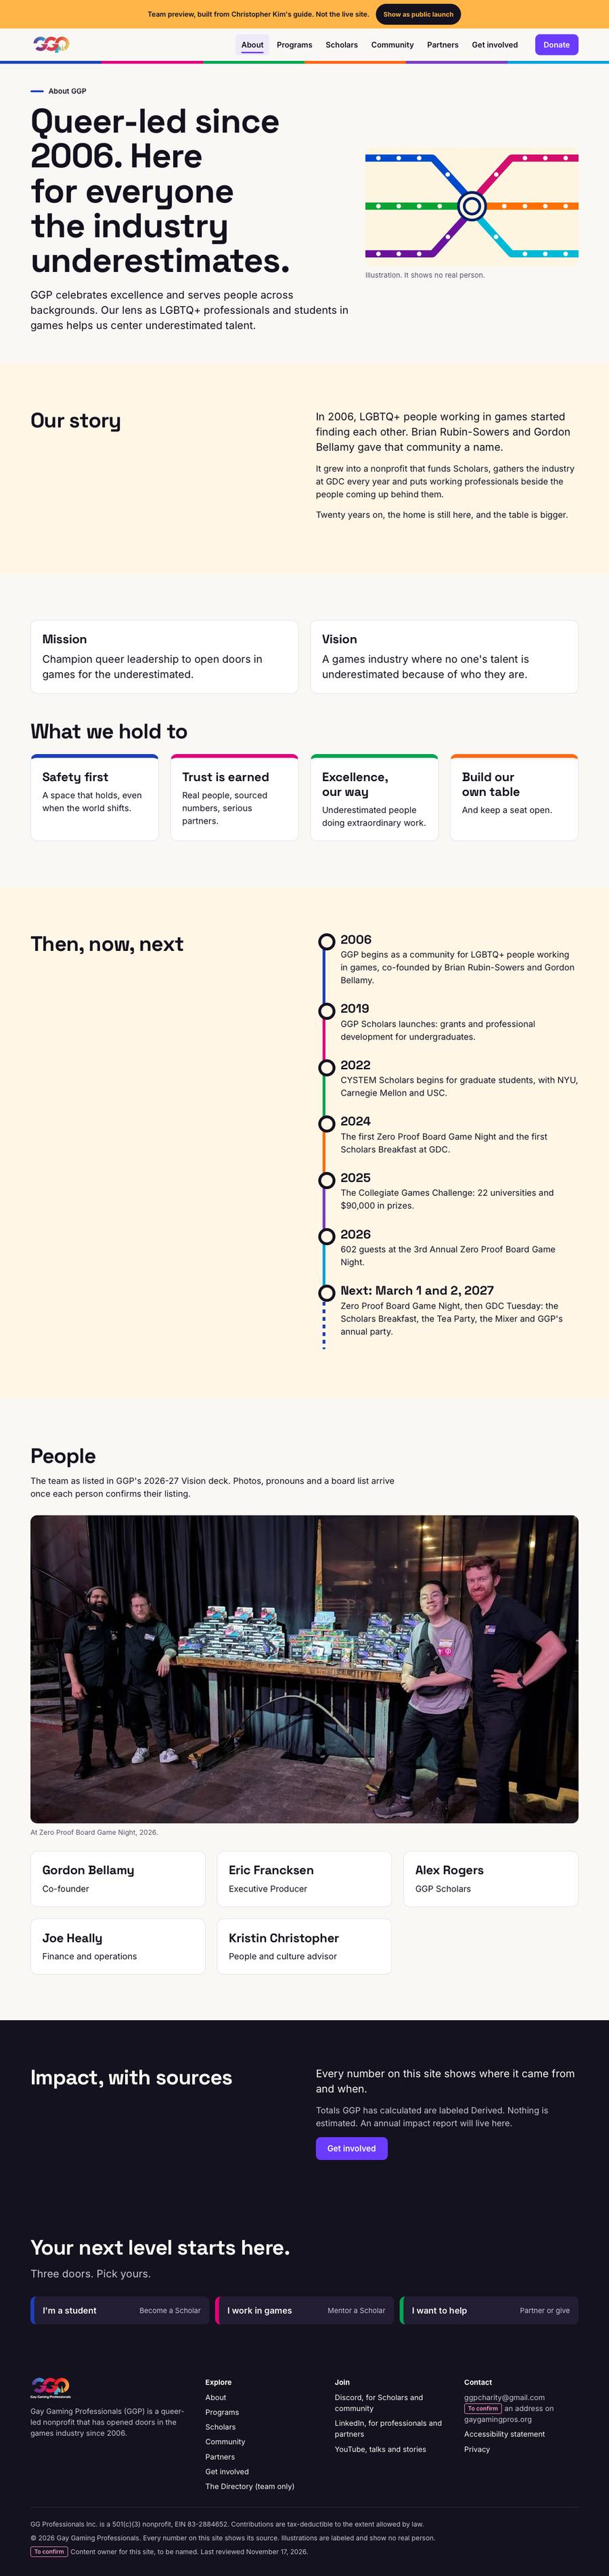 Team preview, built from Christopher Kim's guide. Not the live site.
Show as public launch
GGP
About
Programs
Scholars
Community
Partners
Get involved
Donate
About GGP
Queer-led since
2006. Here
for everyone
the industry
underestimates.
GGP celebrates excellence and serves people across
backgrounds. Our lens as LGBTQ+ professionals and students in
games helps us center underestimated talent.
Illustration. It shows no real person.
Our story
In 2006, LGBTQ+ people working in games started
finding each other. Brian Rubin-Sowers and Gordon
Bellamy gave that community a name.
It grew into a nonprofit that funds Scholars, gathers the industry
at GDC every year and puts working professionals beside the
people coming up behind them.
Twenty years on, the home is still here, and the table is bigger.
Mission
Champion queer leadership to open doors in
games for the underestimated.
Vision
A games industry where no one's talent is
underestimated because of who they are.
What we hold to
Safety first
A space that holds, even
when the world shifts.
Trust is earned
Real people, sourced
numbers, serious
partners.
Excellence,
our way
Underestimated people
doing extraordinary work.
Build our
own table
And keep a seat open.
Then, now, next
2006
GGP begins as a community for LGBTQ+ people working
in games, co-founded by Brian Rubin-Sowers and Gordon
Bellamy.
2019
GGP Scholars launches: grants and professional
development for undergraduates.
2022
CYSTEM Scholars begins for graduate students, with NYU,
Carnegie Mellon and USC.
2024
The first Zero Proof Board Game Night and the first
Scholars Breakfast at GDC.
2025
The Collegiate Games Challenge: 22 universities and
$90,000 in prizes.
2026
602 guests at the 3rd Annual Zero Proof Board Game
Night.
Next: March 1 and 2, 2027
Zero Proof Board Game Night, then GDC Tuesday: the
Scholars Breakfast, the Tea Party, the Mixer and GGP's
annual party.
People
The team as listed in GGP's 2026-27 Vision deck. Photos, pronouns and a board list arrive
once each person confirms their listing.
At Zero Proof Board Game Night, 2026.
Gordon Bellamy
Co-founder
Eric Francksen
Executive Producer
Alex Rogers
GGP Scholars
Joe Heally
Finance and operations
Kristin Christopher
People and culture advisor
Impact, with sources
Every number on this site shows where it came from
and when.
Totals GGP has calculated are labeled Derived. Nothing is
estimated. An annual impact report will live here.
Get involved
Your next level starts here.
Three doors. Pick yours.
I'm a student
Become a Scholar
I work in games
Mentor a Scholar
I want to help
Partner or give
GGP
Gay Gaming Professionals
Gay Gaming Professionals (GGP) is a queer-
led nonprofit that has opened doors in the
games industry since 2006.
Explore
About
Programs
Scholars
Community
Partners
Get involved
The Directory (team only)
Join
Discord, for Scholars and
community
LinkedIn, for professionals and
partners
YouTube, talks and stories
Contact
ggpcharity@gmail.com
To confirm an address on
gaygamingpros.org
Accessibility statement
Privacy
GG Professionals Inc. is a 501(c)(3) nonprofit, EIN 83-2884652. Contributions are tax-deductible to the extent allowed by law.
© 2026 Gay Gaming Professionals. Every number on this site shows its source. Illustrations are labeled and show no real person.
To confirm Content owner for this site, to be named. Last reviewed November 17, 2026.